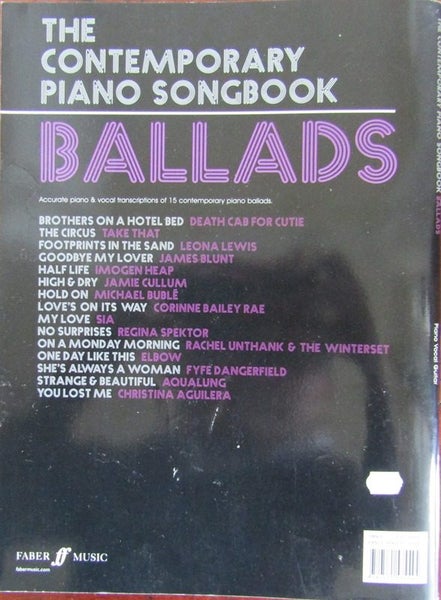 THE
CONTEMPORARY
PIANO SONGBOOK
BALLADS
Accurate piano & vocal transcriptions of 15 contemporary piano ballads.
BROTHERS ON A HOTEL BED DEATH CAB FOR CUTIE
THE CIRCUS TAKE THAT
FOOTPRINTS IN THE SAND LEONA LEWIS
GOODBYE MY LOVER JAMES BLUNT
HALF LIFE IMOGEN HEAP
HIGH & DRY JAMIE CULLUM
HOLD ON MICHAEL BUBLÉ
LOVE'S ON ITS WAY CORINNE BAILEY RAE
MY LOVE SIA
NO SURPRISES REGINA SPEKTOR
ON A MONDAY MORNING RACHEL UNTHANK & THE WINTERSET
ONE DAY LIKE THIS ELBOW
SHE'S ALWAYS A WOMAN FYFE DANGERFIELD
STRANGE & BEAUTIFUL AQUALUNG
YOU LOST ME CHRISTINA AGUILERA
FABER ff MUSIC
fabermusic.com
SONGBOOK BALLADS
Piano Vocal Guitar